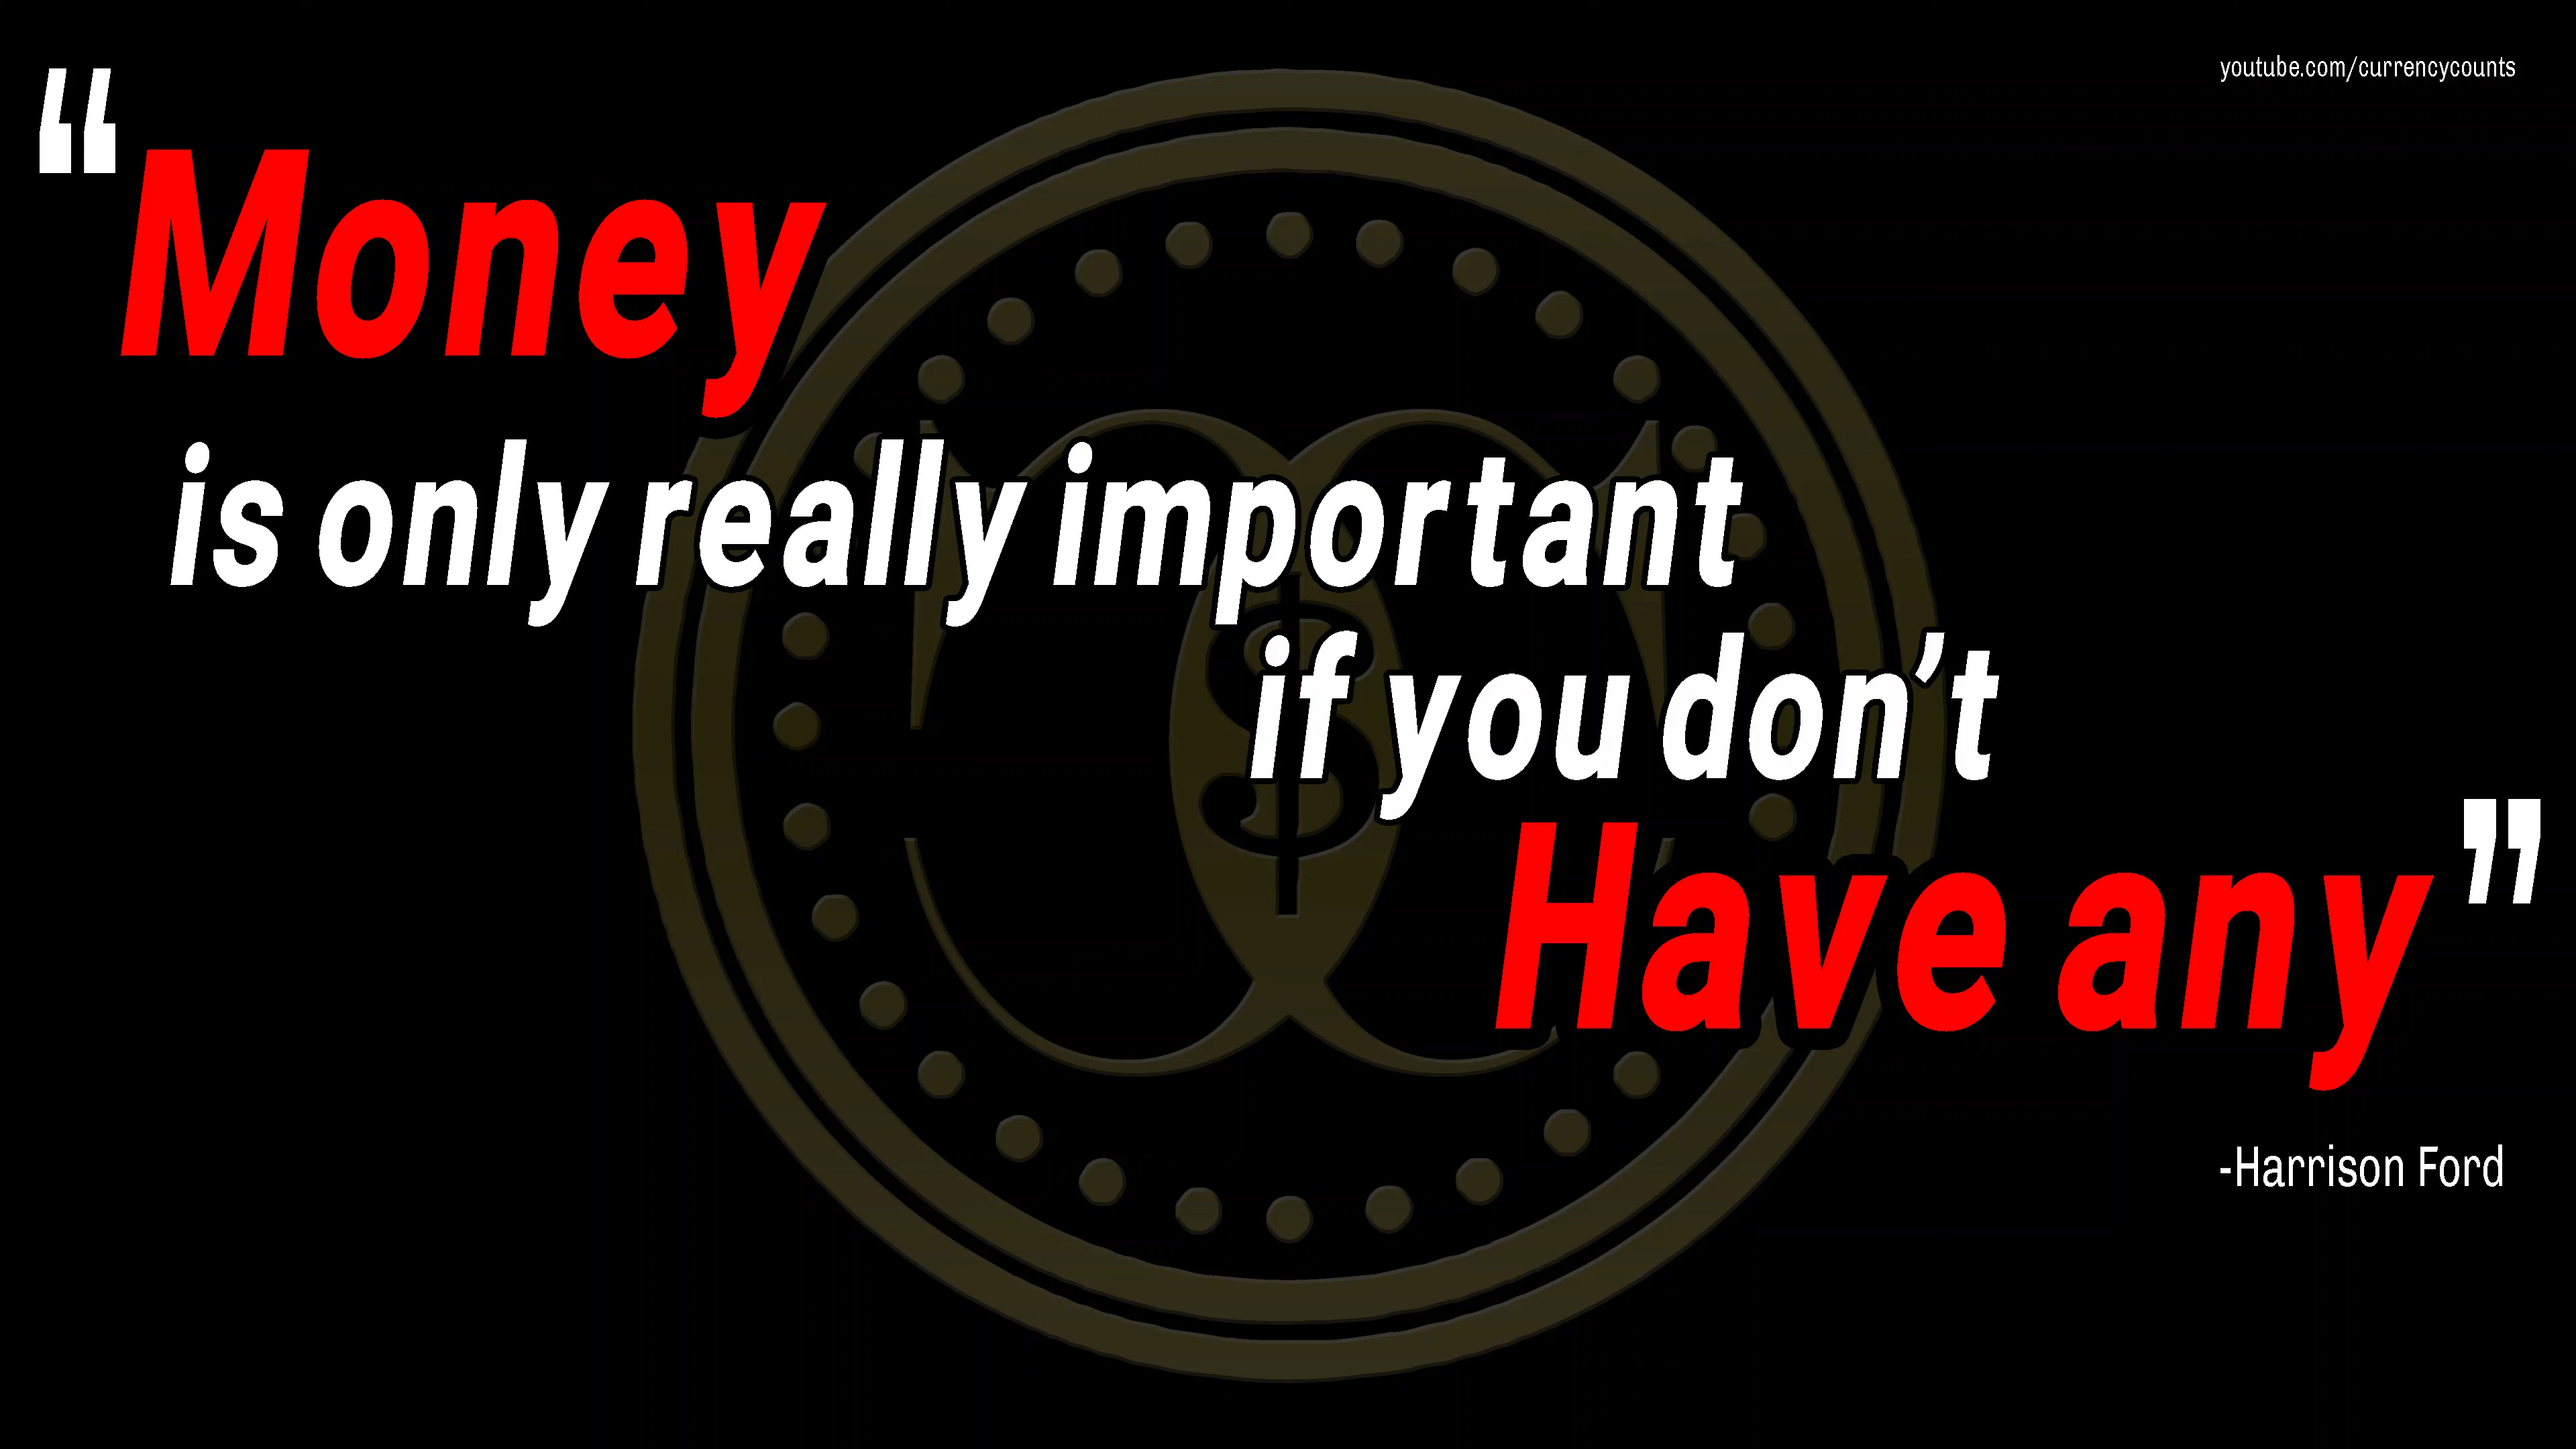 youtube.com/currencycounts
“Money
is only really important
if you don’t
Have any”
-Harrison Ford